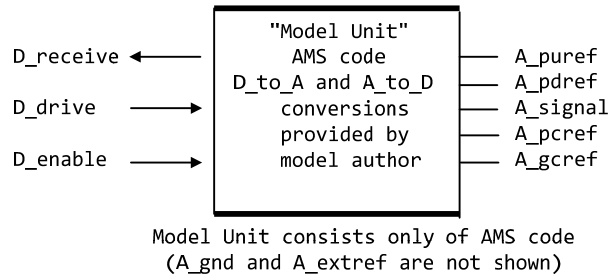 "Model Unit"
D_receive AMS code A_puref
D_to_A and A_to_D A_pdref
D_drive conversions A_signal
provided by A_pcref
D_enable model author A_gcref
Model Unit consists only of AMS code
(A_gnd and A_extref are not shown)